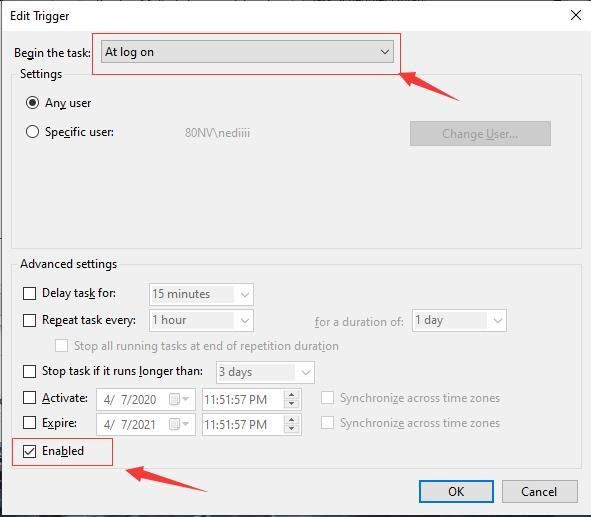 Edit Trigger
Begin the task: At log on
Settings
Any user
Specific user: 80NV\nediiii Change User...
Advanced settings
Delay task for: 15 minutes
Repeat task every: 1 hour for a duration of: 1 day
Stop all running tasks at end of repetition duration
Stop task if it runs longer than: 3 days
Activate: 4/ 7/2020 11:51:57 PM Synchronize across time zones
Expire: 4/ 7/2021 11:51:57 PM Synchronize across time zones
Enabled
OK Cancel